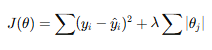 J(θ) = ∑(yᵢ − ŷᵢ)² + λ ∑|θⱼ|